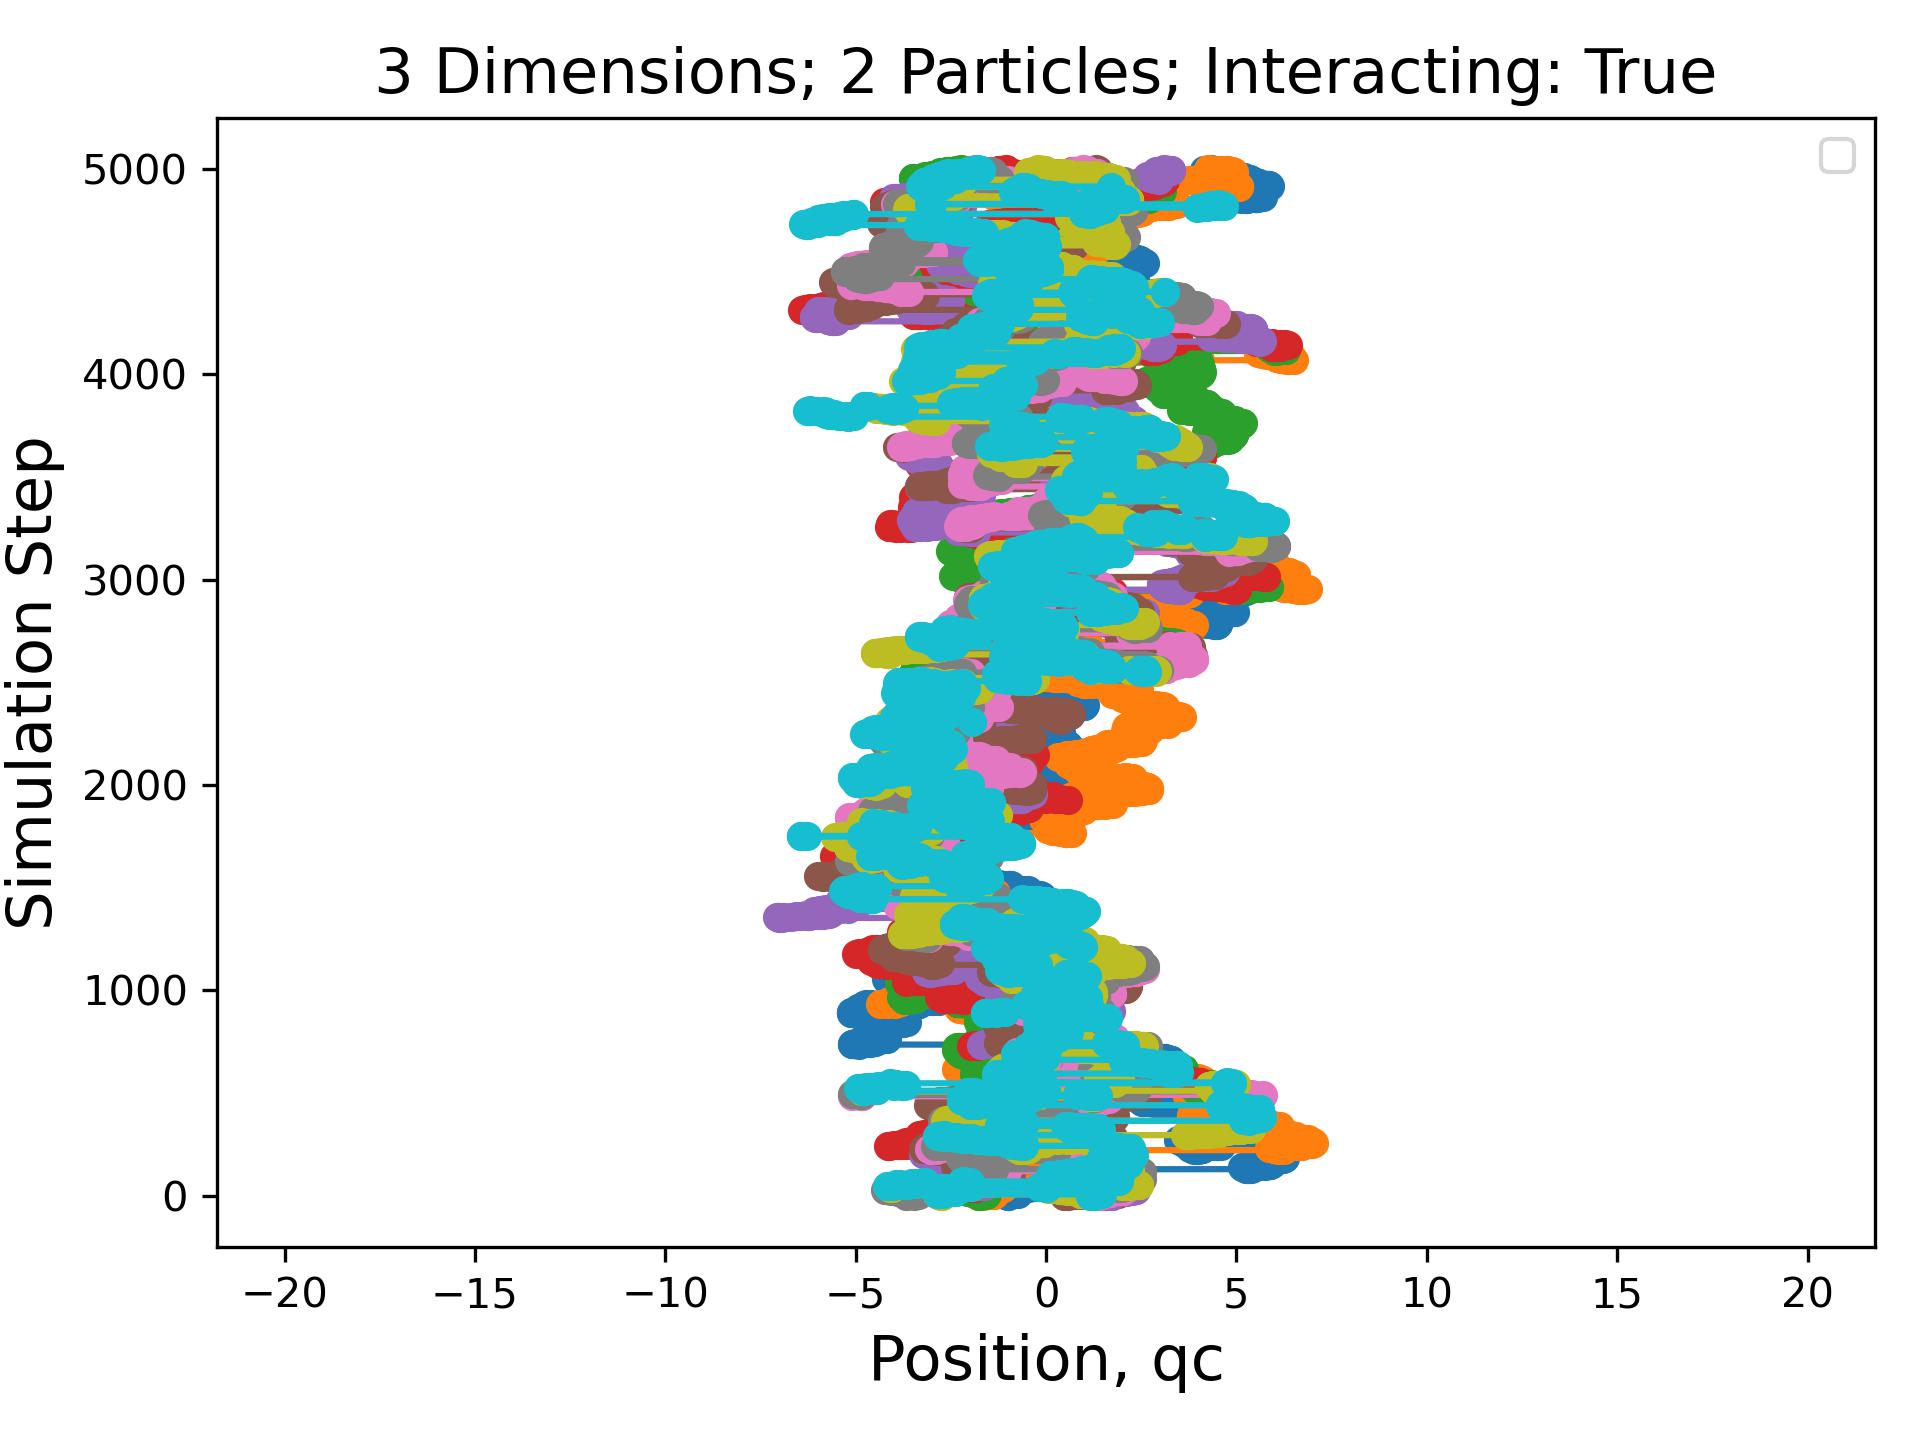 3 Dimensions; 2 Particles; Interacting: True
Simulation Step
5000
4000
3000
2000
1000
0
−20 −15 −10 −5 0 5 10 15 20
Position, qc